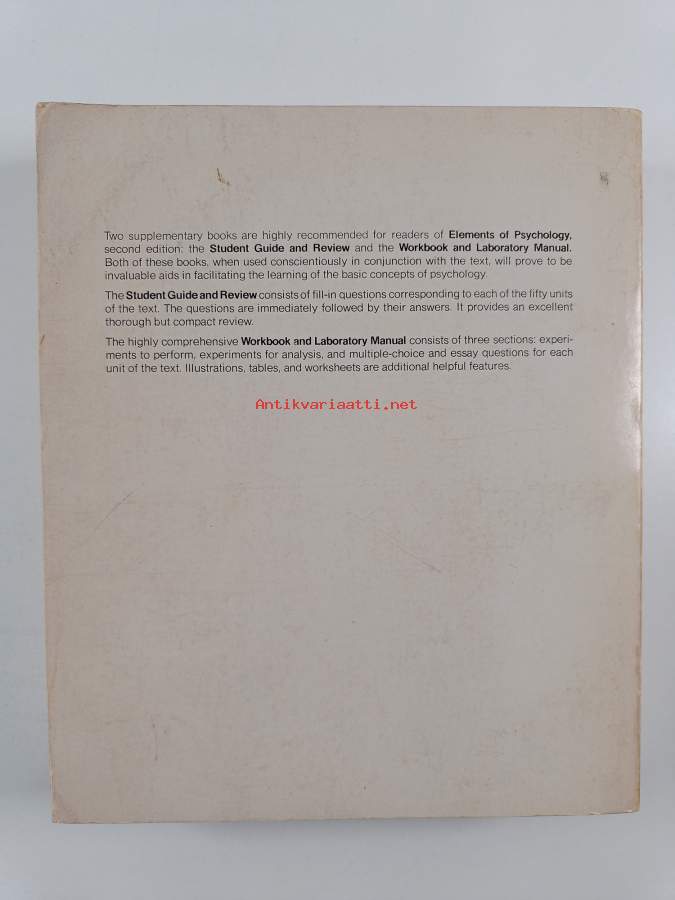 Two supplementary books are highly recommended for readers of Elements of Psychology,
second edition: the Student Guide and Review and the Workbook and Laboratory Manual.
Both of these books, when used conscientiously in conjunction with the text, will prove to be
invaluable aids in facilitating the learning of the basic concepts of psychology.
The Student Guide and Review consists of fill-in questions corresponding to each of the fifty units
of the text. The questions are immediately followed by their answers. It provides an excellent
thorough but compact review.
The highly comprehensive Workbook and Laboratory Manual consists of three sections: experi-
ments to perform, experiments for analysis, and multiple-choice and essay questions for each
unit of the text. Illustrations, tables, and worksheets are additional helpful features.
Antikvariaatti.net